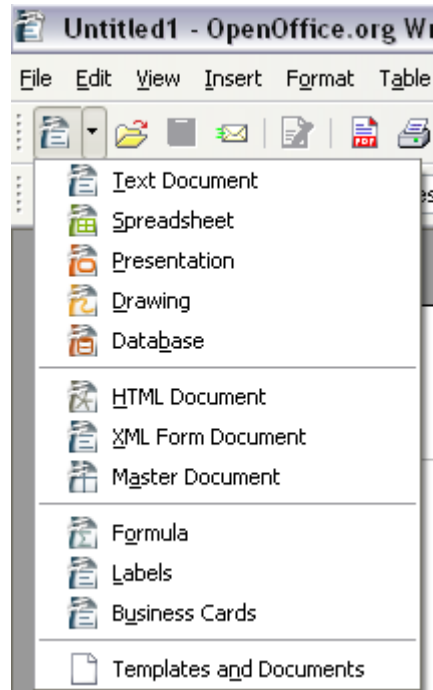 Untitled1 - OpenOffice.org Wr
File Edit View Insert Format Table
PDF
Text Document
Spreadsheet
Presentation
Drawing
Database
HTML Document
XML Form Document
Master Document
Formula
Labels
Business Cards
Templates and Documents